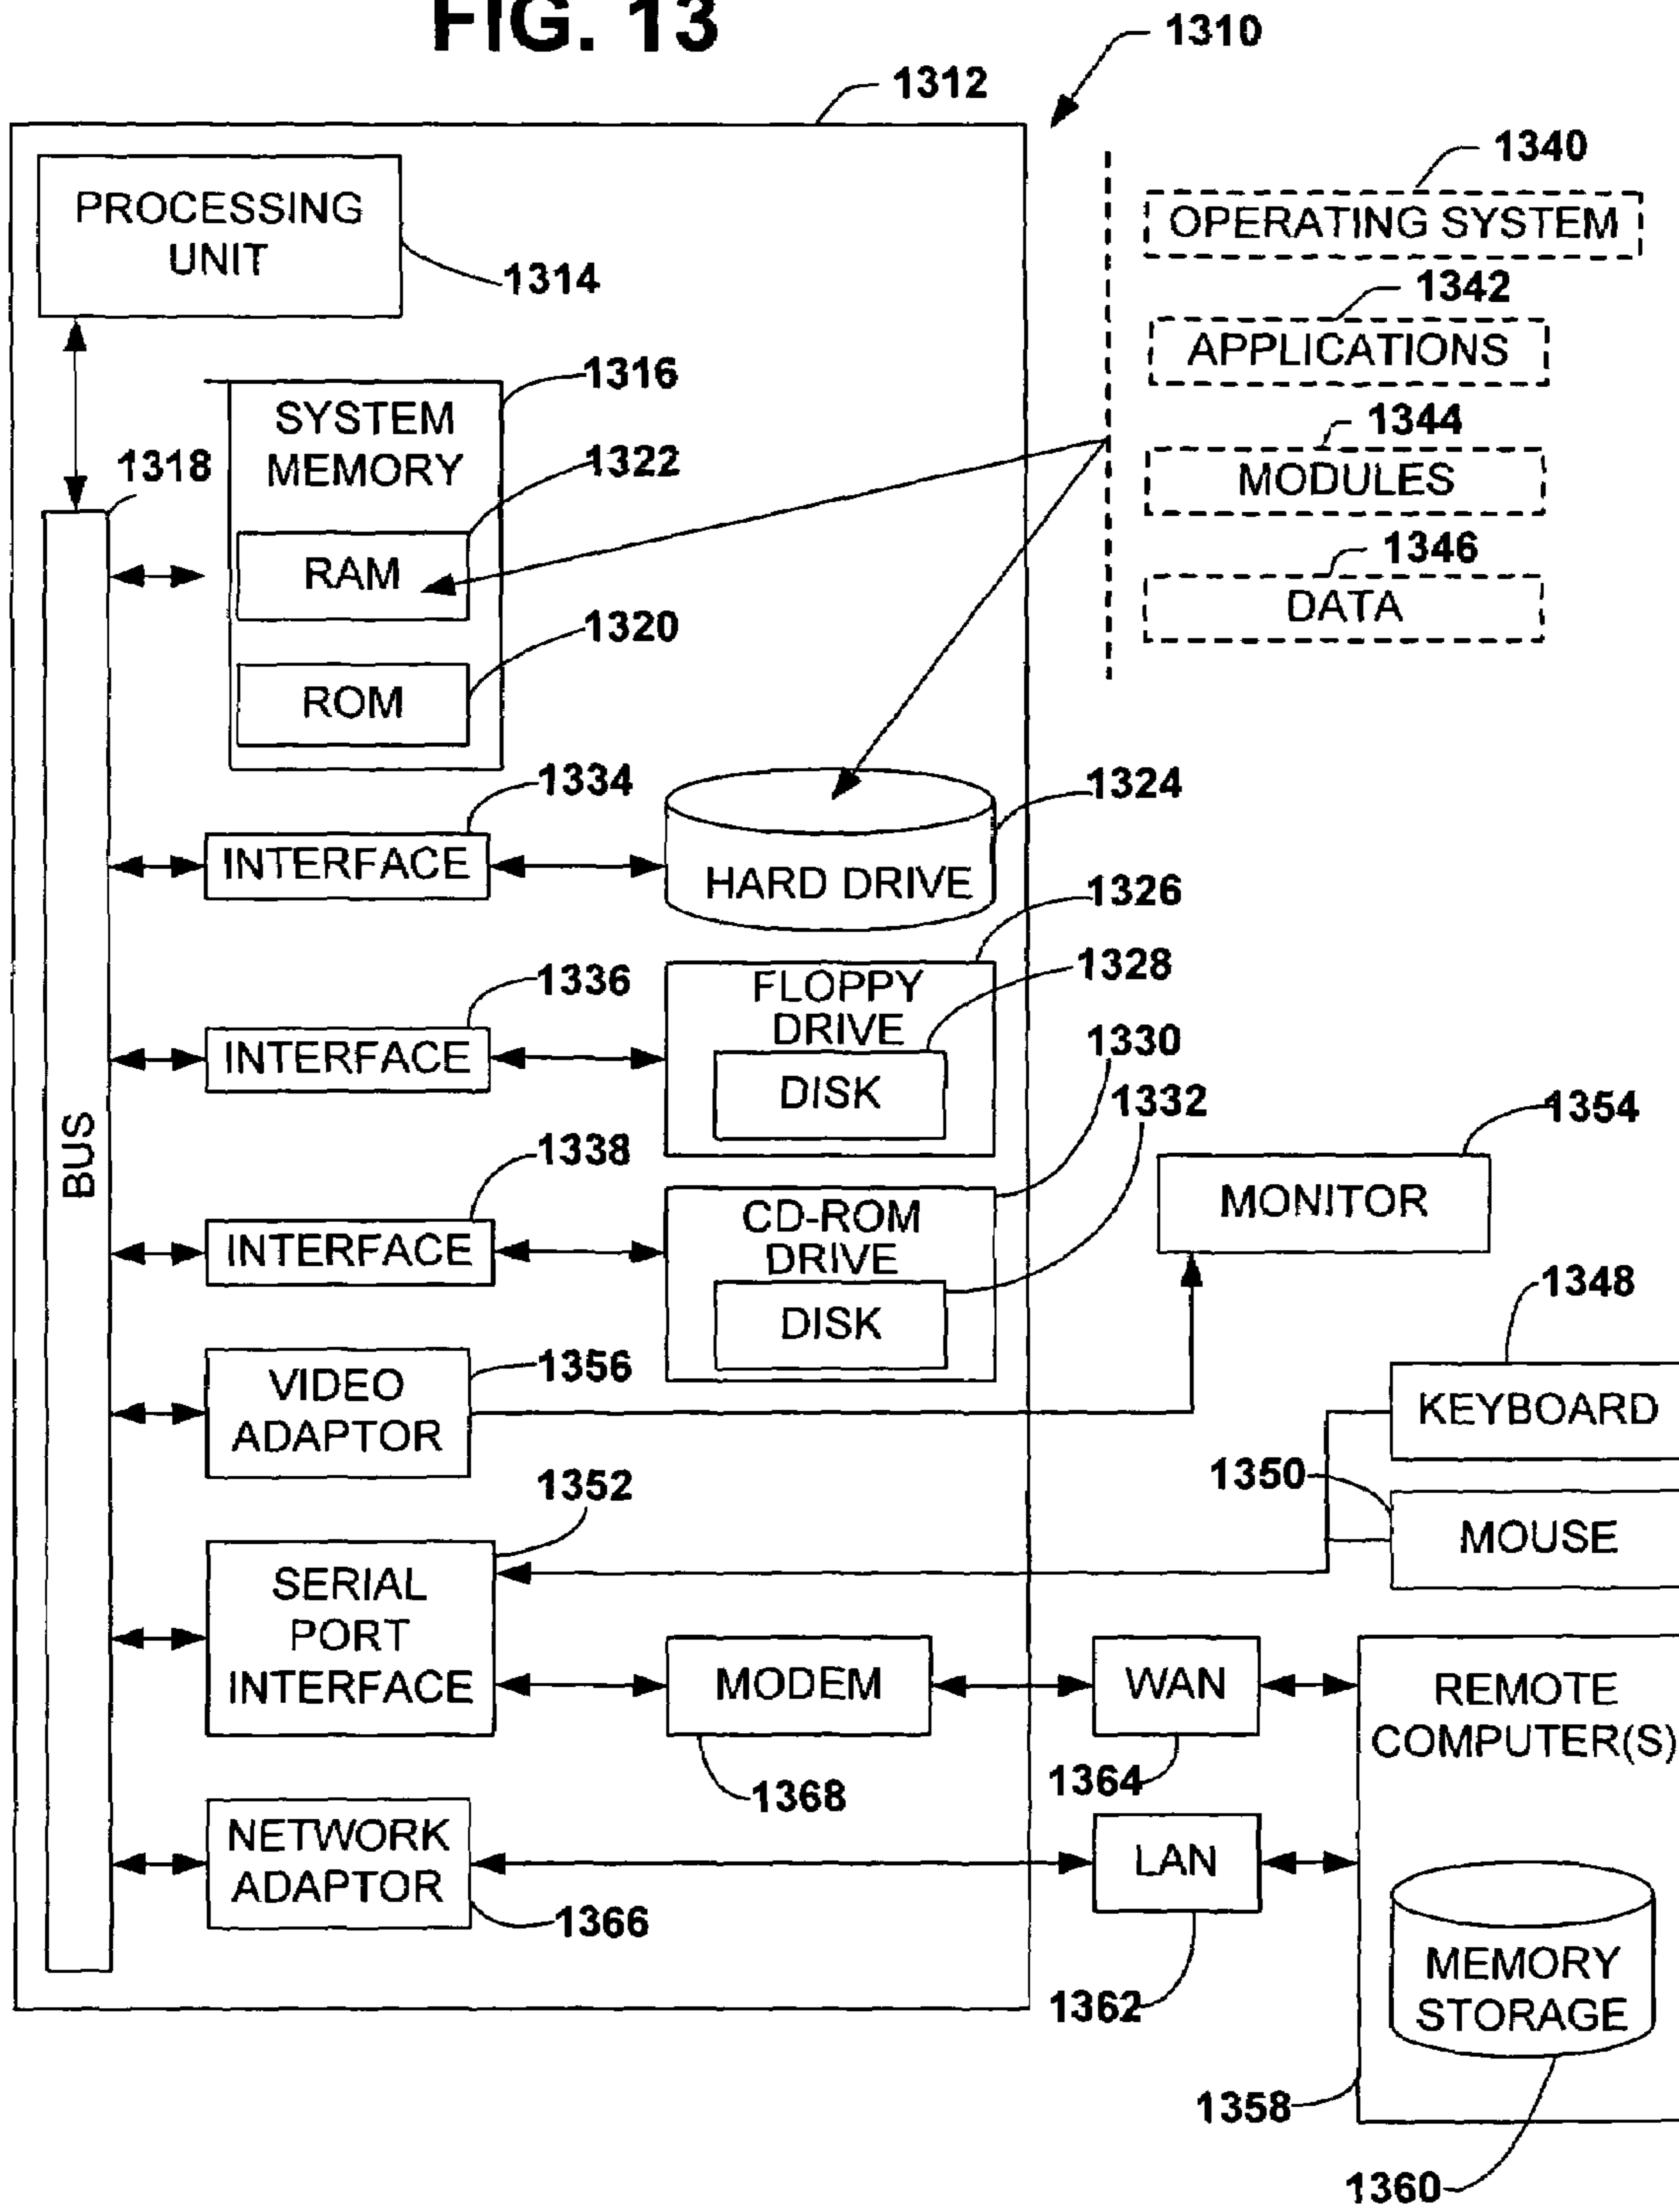 FIG. 13
1310
1312
1340
PROCESSING
UNIT
OPERATING SYSTEM
1314
1342
APPLICATIONS
1316
SYSTEM
MEMORY
1344
1318
1322
MODULES
1346
RAM
DATA
1320
ROM
1334
1324
INTERFACE
HARD DRIVE
1326
1336
1328
FLOPPY
DRIVE
1330
INTERFACE
DISK
1332
1354
BUS
1338
MONITOR
CD-ROM
DRIVE
INTERFACE
1348
DISK
1356
VIDEO
ADAPTOR
KEYBOARD
1352
1350
MOUSE
SERIAL
PORT
INTERFACE
MODEM
WAN
REMOTE
COMPUTER(S)
1368
1364
NETWORK
ADAPTOR
LAN
1366
MEMORY
STORAGE
1362
1358
1360